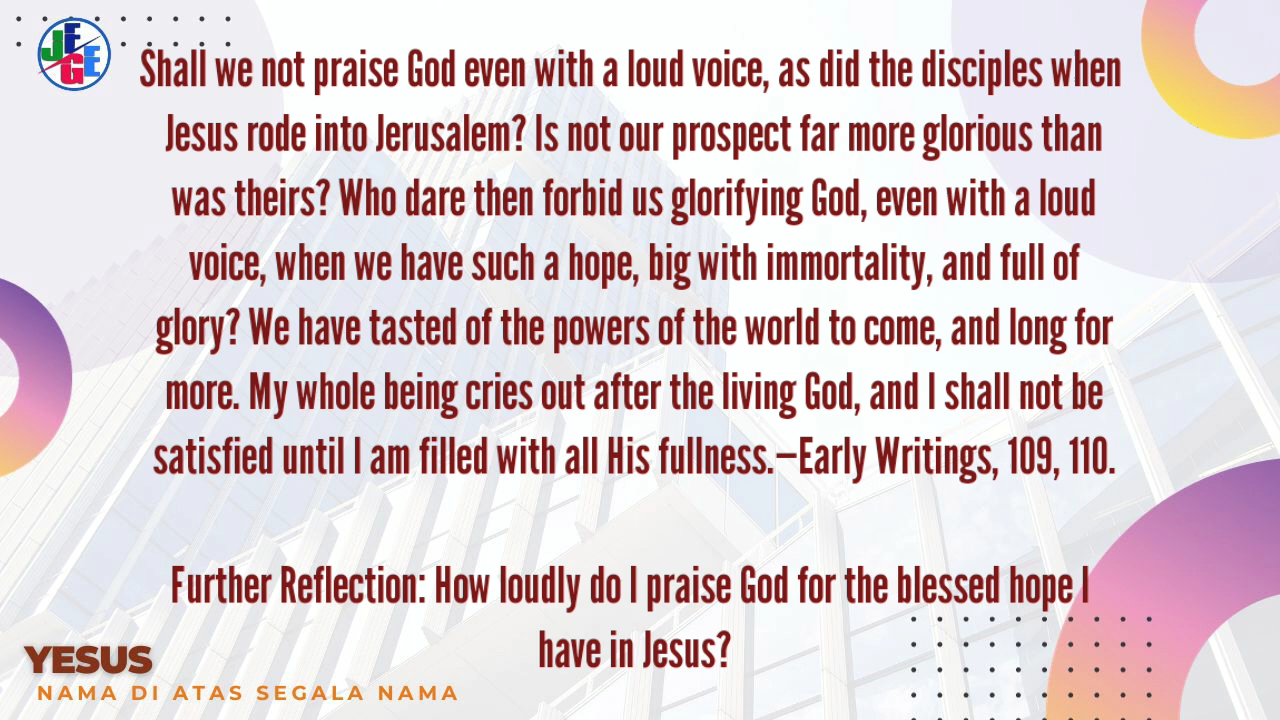 JEGE
Shall we not praise God even with a loud voice, as did the disciples when
Jesus rode into Jerusalem? Is not our prospect far more glorious than
was theirs? Who dare then forbid us glorifying God, even with a loud
voice, when we have such a hope, big with immortality, and full of
glory? We have tasted of the powers of the world to come, and long for
more. My whole being cries out after the living God, and I shall not be
satisfied until I am filled with all His fullness.—Early Writings, 109, 110.
Further Reflection: How loudly do I praise God for the blessed hope I
have in Jesus?
YESUS
NAMA DI ATAS SEGALA NAMA